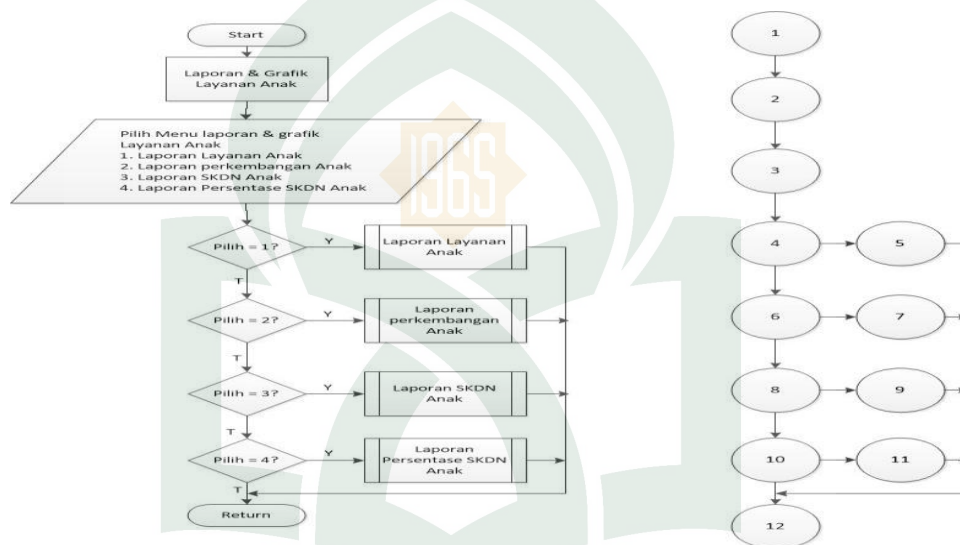 Start
Laporan & Grafik
Layanan Anak
Pilih Menu laporan & grafik
Layanan Anak
1. Laporan Layanan Anak
2. Laporan perkembangan Anak
3. Laporan SKDN Anak
4. Laporan Persentase SKDN Anak
Pilih = 1?
Y
Laporan Layanan
Anak
T
Pilih = 2?
Y
Laporan
perkembangan
Anak
T
Pilih = 3?
Y
Laporan SKDN
Anak
T
Pilih = 4?
Y
Laporan
Persentase SKDN
Anak
T
Return
1
2
3
4
5
6
7
8
9
10
11
12
1965